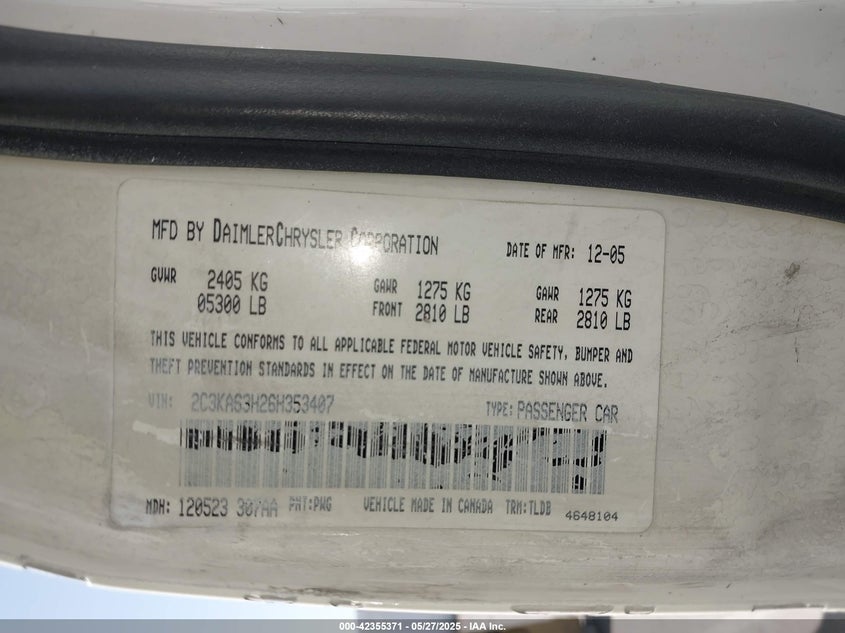 MFD BY DAIMLERCHRYSLER CORPORATION DATE OF MFR: 12-05
GVWR 2405 KG GAWR 1275 KG GAWR 1275 KG
05300 LB FRONT 2810 LB REAR 2810 LB
THIS VEHICLE CONFORMS TO ALL APPLICABLE FEDERAL MOTOR VEHICLE SAFETY, BUMPER AND
THEFT PREVENTION STANDARDS IN EFFECT ON THE DATE OF MANUFACTURE SHOWN ABOVE.
VIN: 2C3KA63H26H353407 TYPE: PASSENGER CAR
MDH: 120523 307AA PNT:PWG VEHICLE MADE IN CANADA TRM:TLDB 4648104
000-42355371 - 05/27/2025 - IAA Inc.